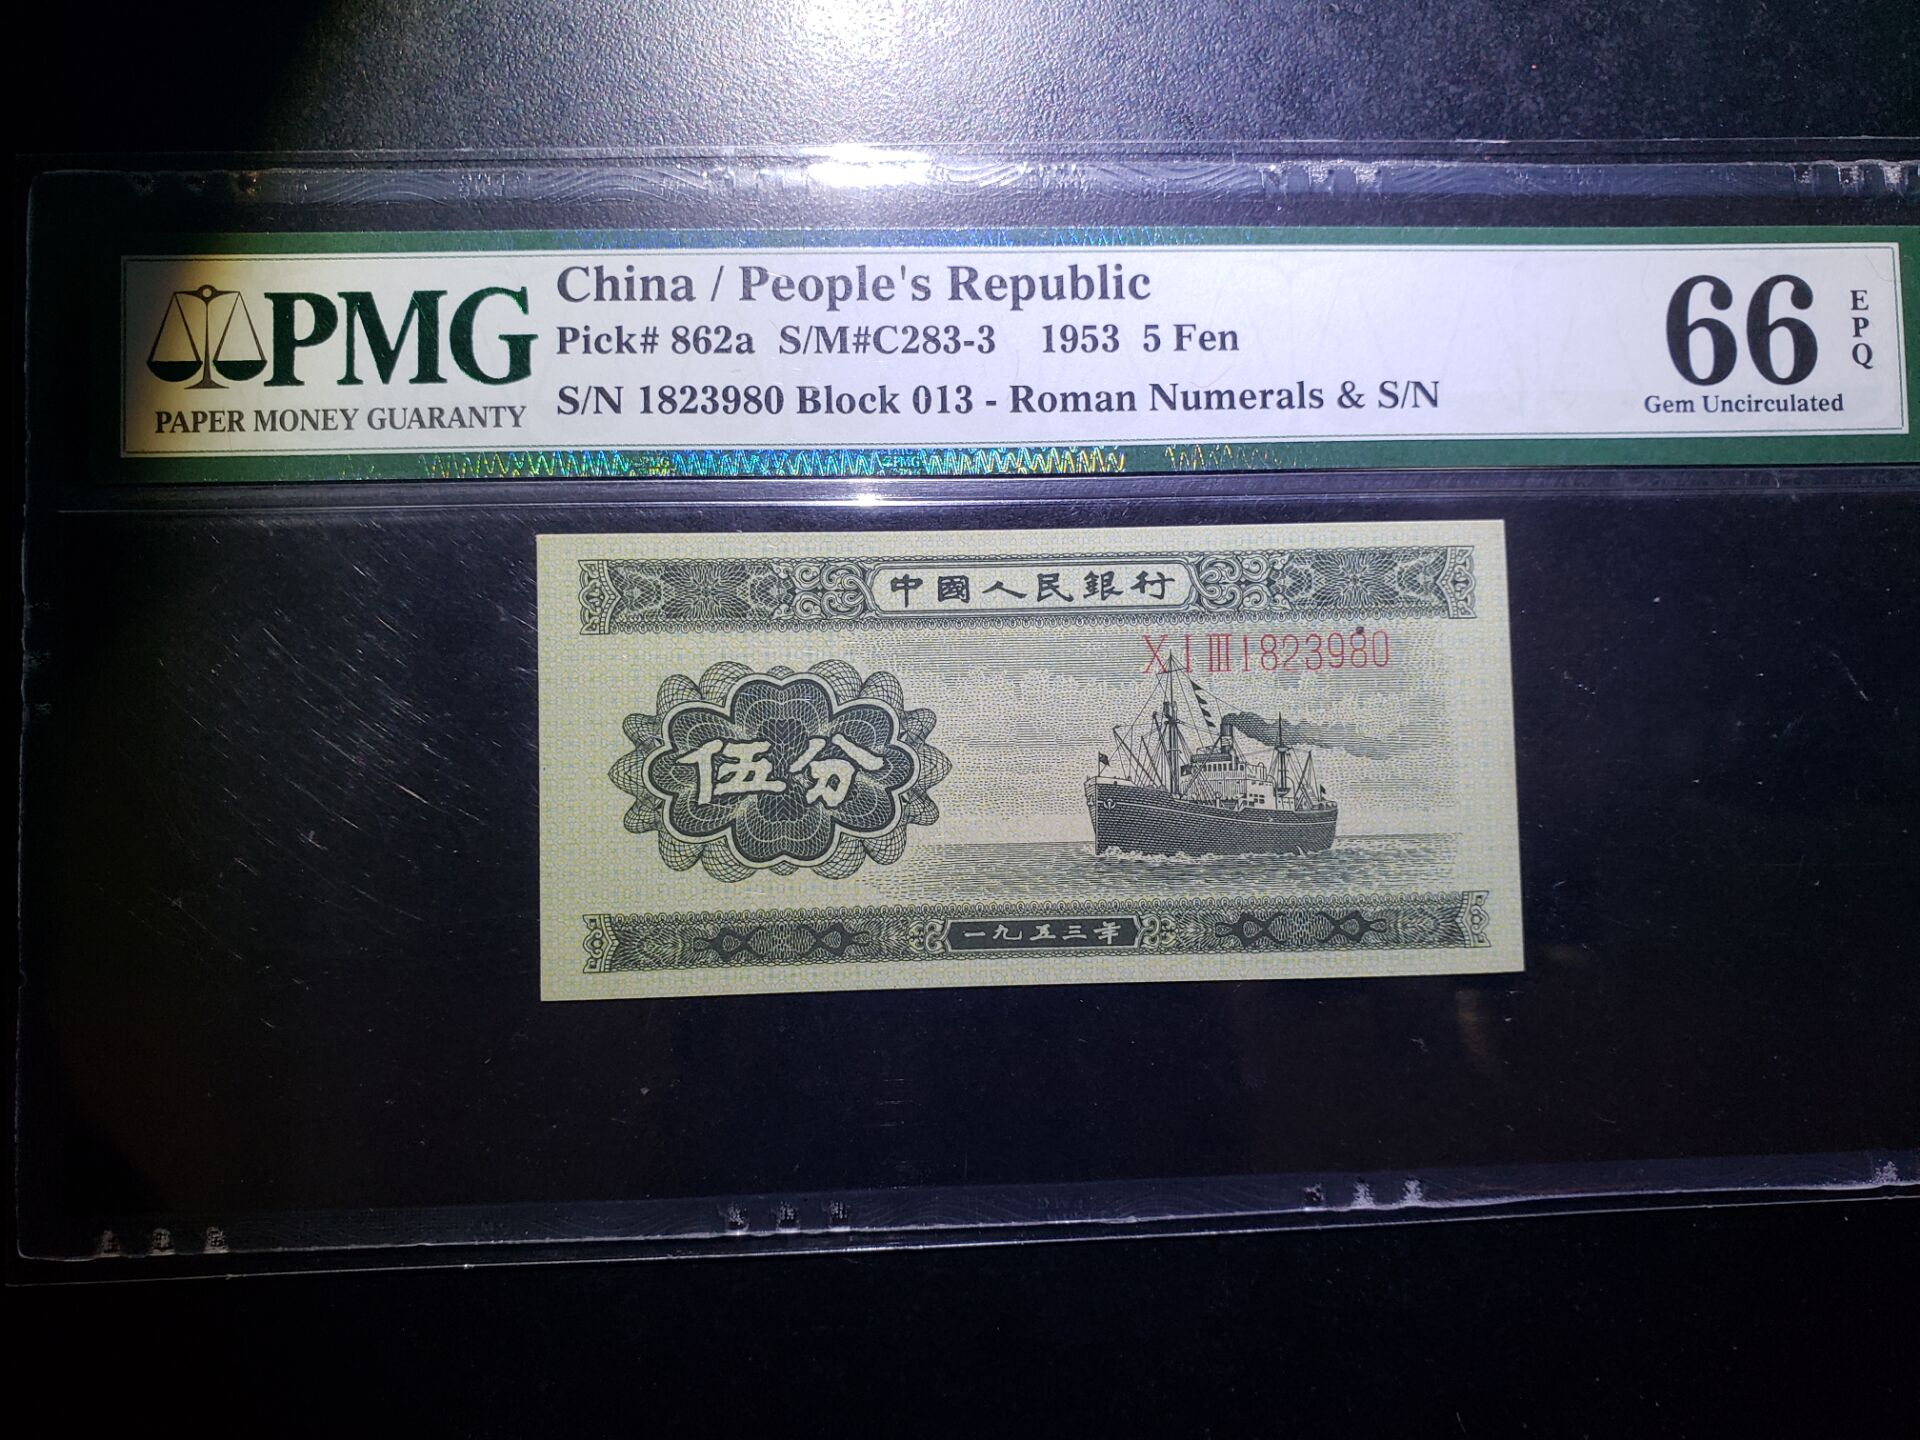 PMG
PAPER MONEY GUARANTY
China / People's Republic
Pick# 862a S/M#C283-3 1953 5 Fen
S/N 1823980 Block 013 - Roman Numerals & S/N
66
EPQ
Gem Uncirculated
中國人民銀行
X I III 1823980
伍分
一九五三年